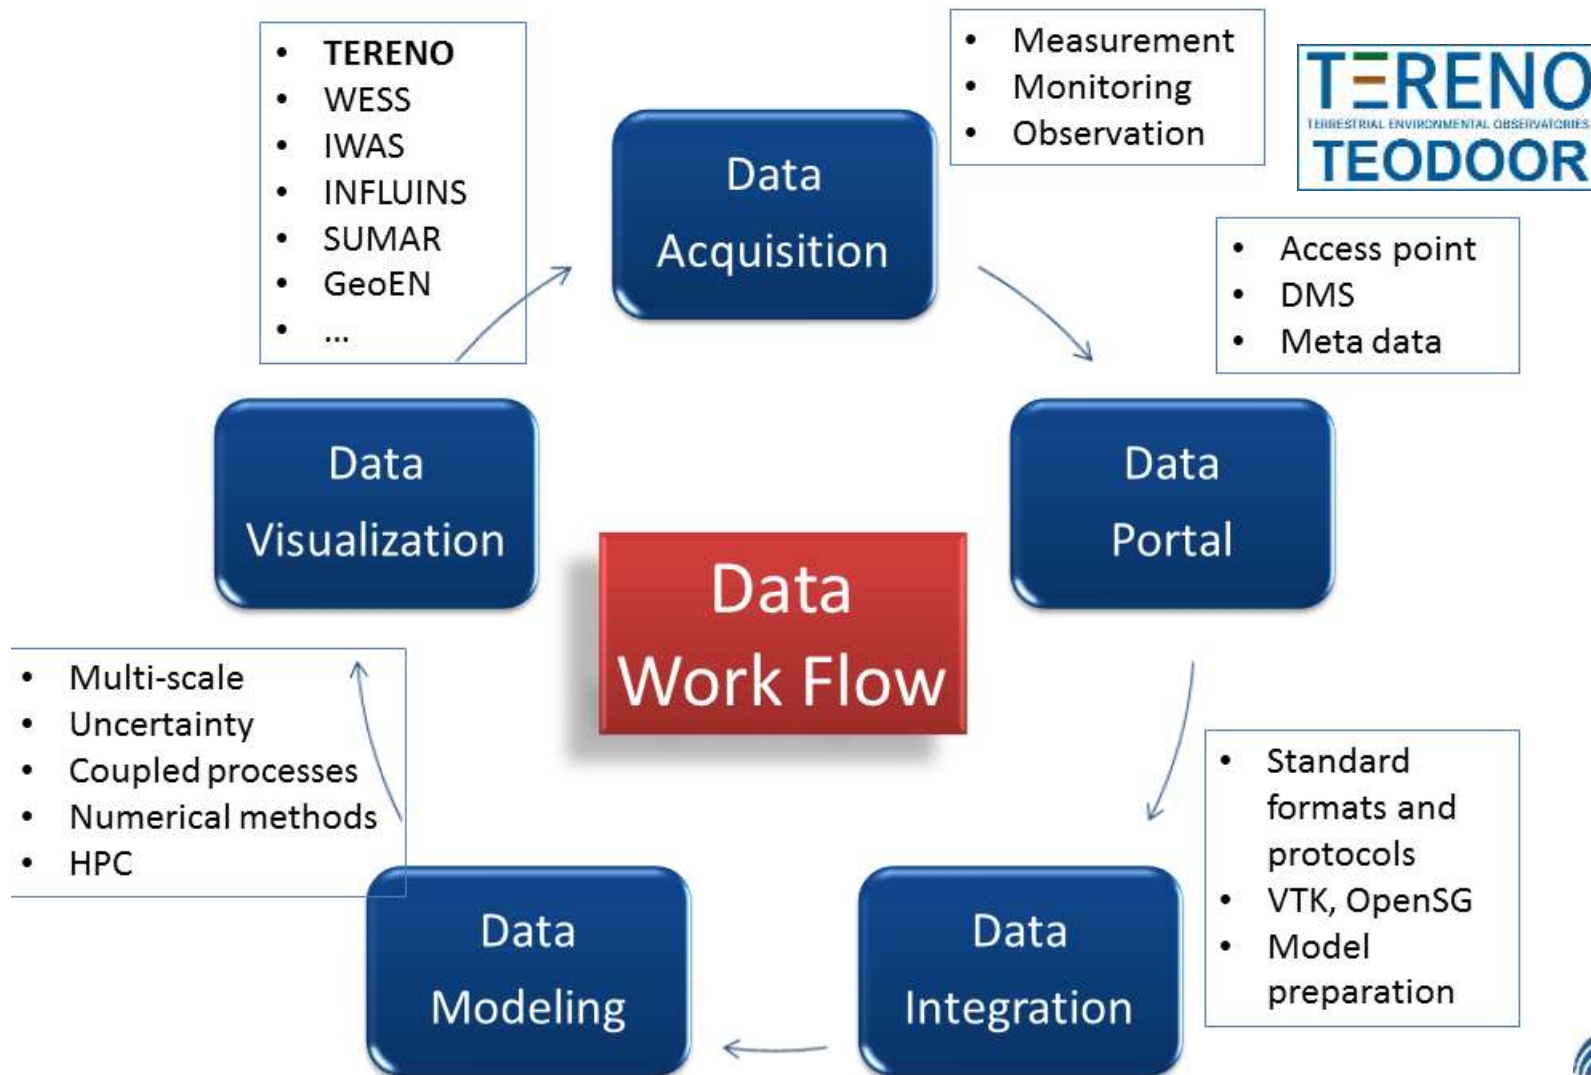 • TERENO
• WESS
• IWAS
• INFLUINS
• SUMAR
• GeoEN
• ...
Data
Acquisition
• Measurement
• Monitoring
• Observation
TERENO
TERRESTRIAL ENVIRONMENTAL OBSERVATORIES
TEODOOR
• Access point
• DMS
• Meta data
Data
Visualization
Data
Portal
Data
Work Flow
• Multi-scale
• Uncertainty
• Coupled processes
• Numerical methods
• HPC
• Standard
formats and
protocols
• VTK, OpenSG
• Model
preparation
Data
Modeling
Data
Integration